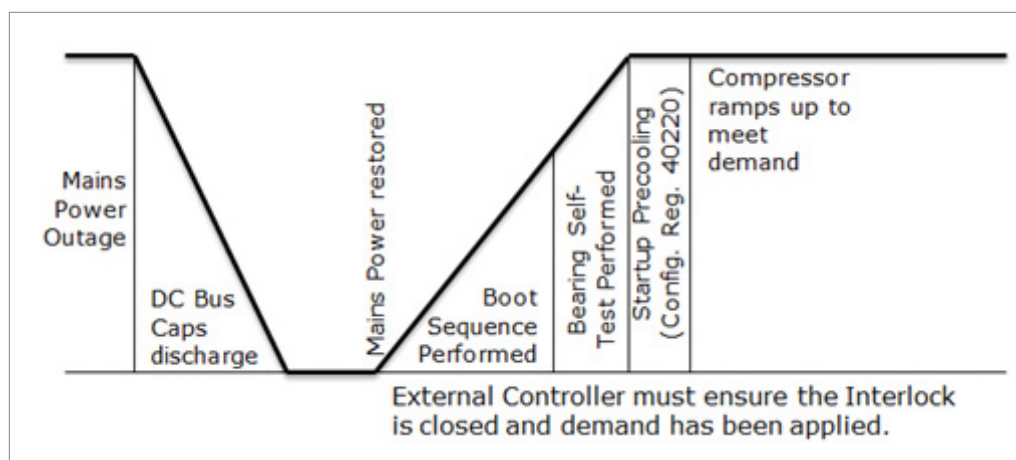 Mains
Power
Outage
DC Bus
Caps
discharge
Mains Power restored
Boot
Sequence
Performed
Bearing Self-
Test Performed
Startup Precooling
(Config. Reg. 40220)
Compressor
ramps up to
meet
demand
External Controller must ensure the Interlock
is closed and demand has been applied.